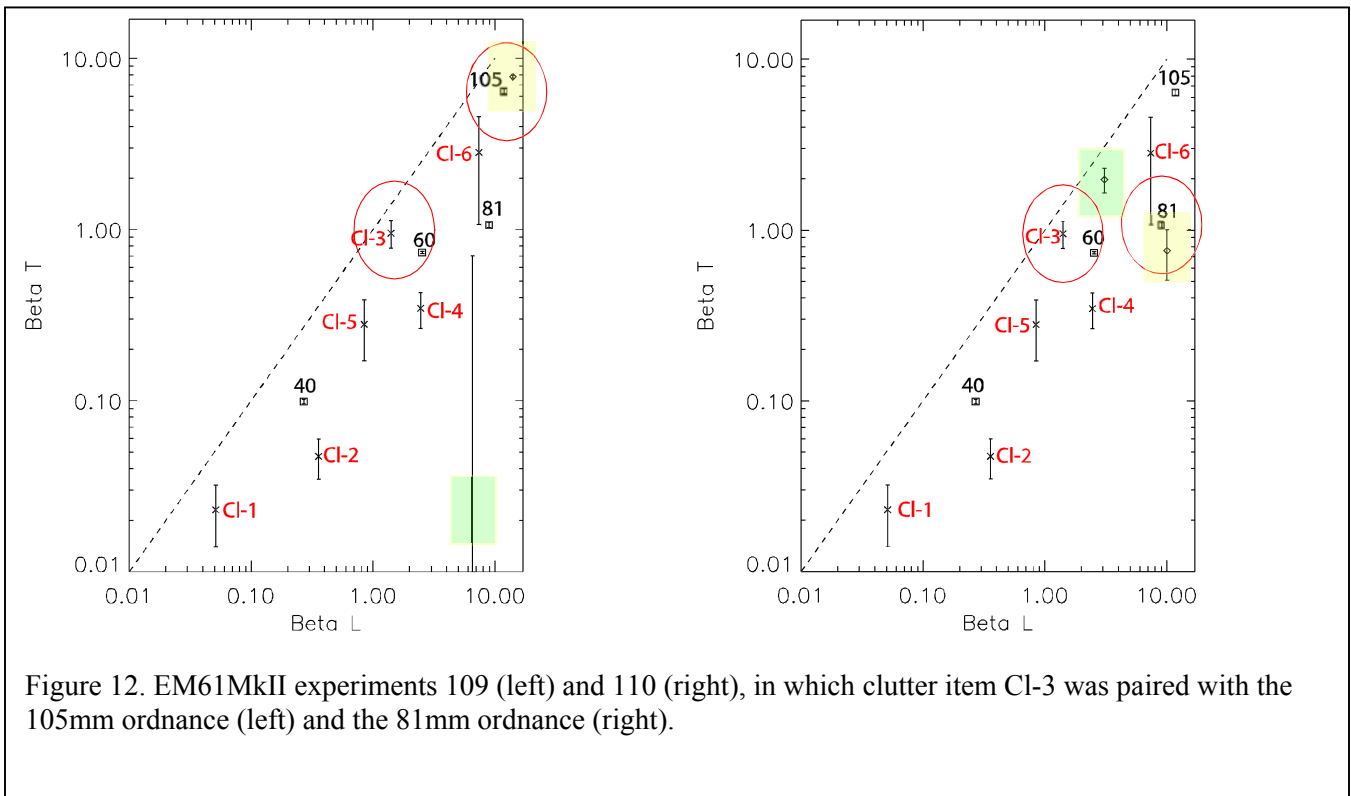 10.00
1.00
0.10
0.01
Beta T
105
Cl-6
81
Cl-3
60
Cl-5
Cl-4
40
Cl-2
Cl-1
0.01
0.10
1.00
10.00
Beta L
10.00
1.00
0.10
0.01
Beta T
105
Cl-6
81
Cl-3
60
Cl-5
Cl-4
40
Cl-2
Cl-1
0.01
0.10
1.00
10.00
Beta L
Figure 12. EM61MkII experiments 109 (left) and 110 (right), in which clutter item Cl-3 was paired with the
105mm ordnance (left) and the 81mm ordnance (right).